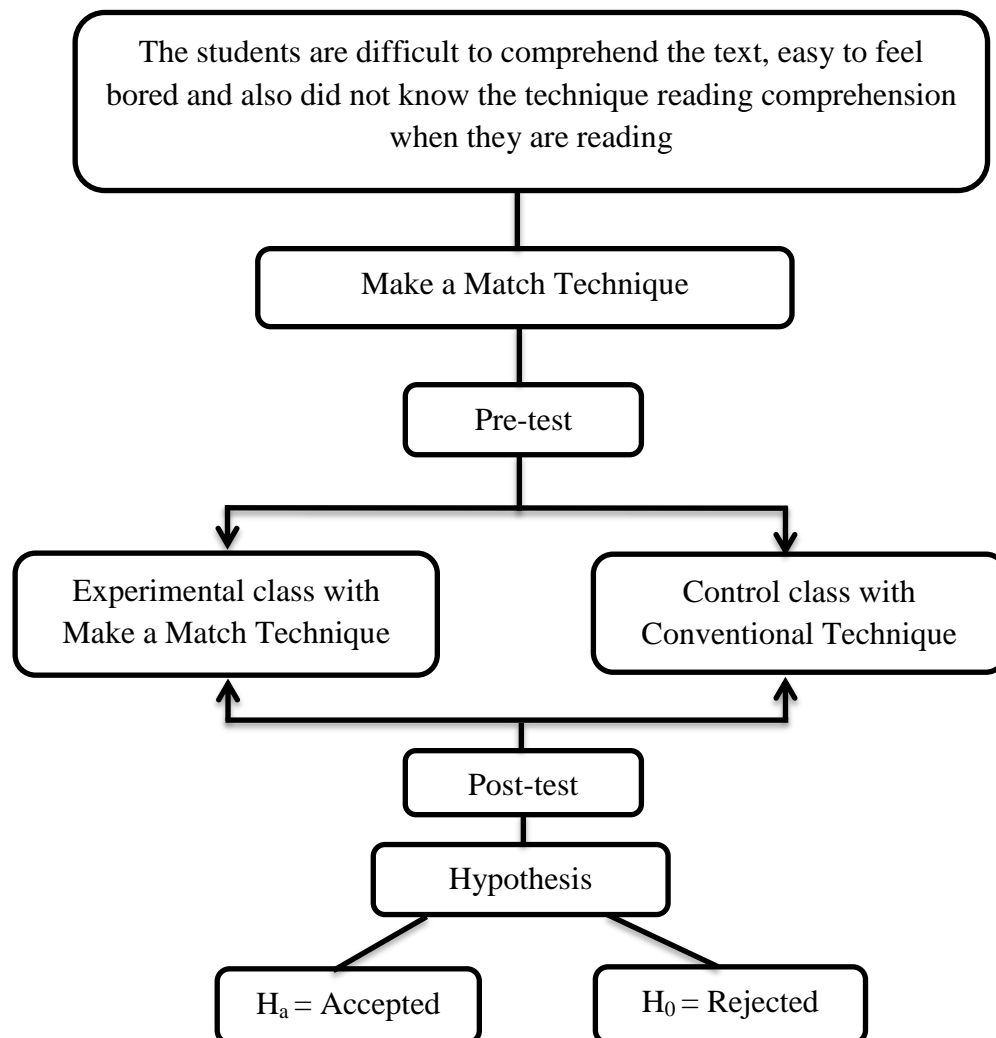 The students are difficult to comprehend the text, easy to feel
bored and also did not know the technique reading comprehension
when they are reading
Make a Match Technique
Pre-test
Experimental class with
Make a Match Technique
Control class with
Conventional Technique
Post-test
Hypothesis
Hₐ = Accepted
H₀ = Rejected